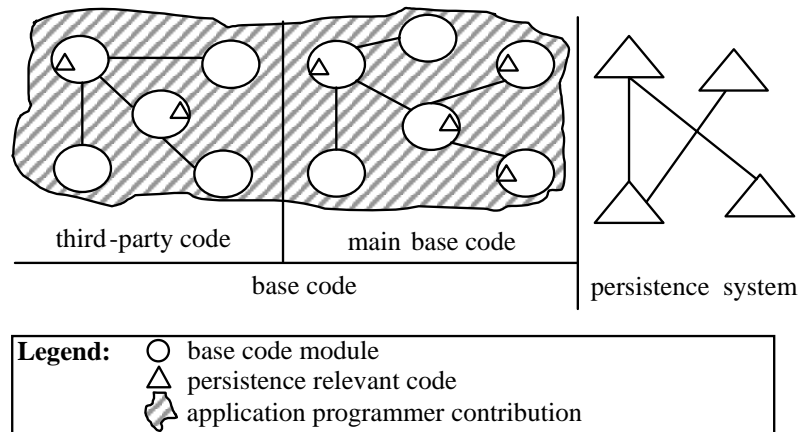 third-party code
main base code
base code
persistence system
Legend:
base code module
persistence relevant code
application programmer contribution